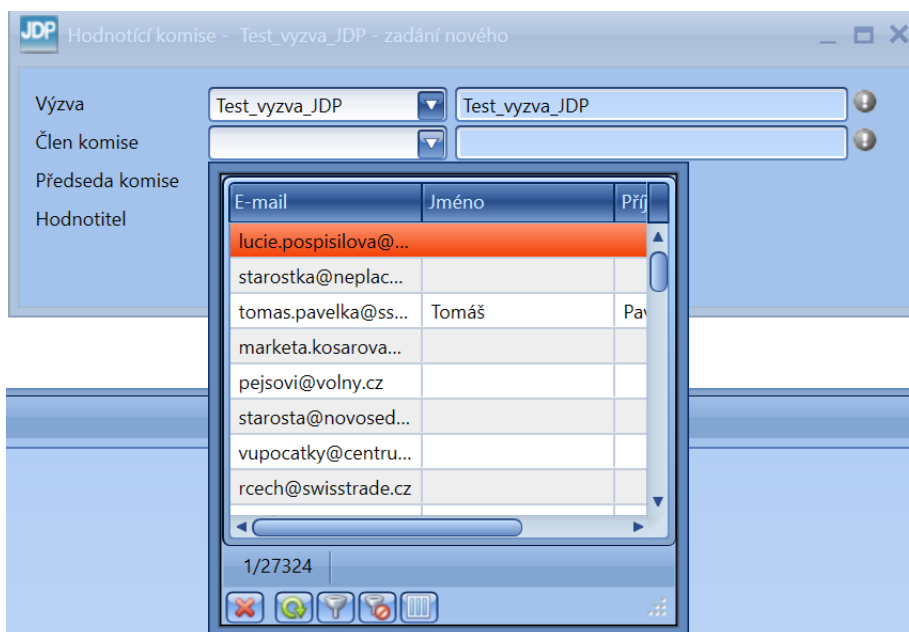 JDP Hodnotící komise - Test_vyzva_JDP - zadání nového
Výzva Test_vyzva_JDP Test_vyzva_JDP
Člen komise
Předseda komise
Hodnotitel
E-mail Jméno Příj
lucie.pospisilova@...
starostka@neplac...
tomas.pavelka@ss... Tomáš Pav
marketa.kosarova...
pejsovi@volny.cz
starosta@novosed...
vupocatky@centru...
rcech@swisstrade.cz
1/27324